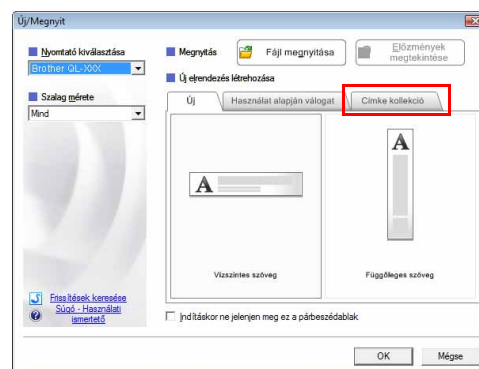 Új/Megnyit
Nyomtató kiválasztása
Brother QL-XXX
Szalag mérete
Mind
Megnyitás
Fájl megnyitása
Előzmények
megtekintése
Új elrendezés létrehozása
Új
Használat alapján válogat
Címke kollekció
A
Vízszintes szöveg
A
Függőleges szöveg
Frissítések keresése
Súgó - Használati
ismertető
Indításkor ne jelenjen meg ez a párbeszédablak
OK
Mégse